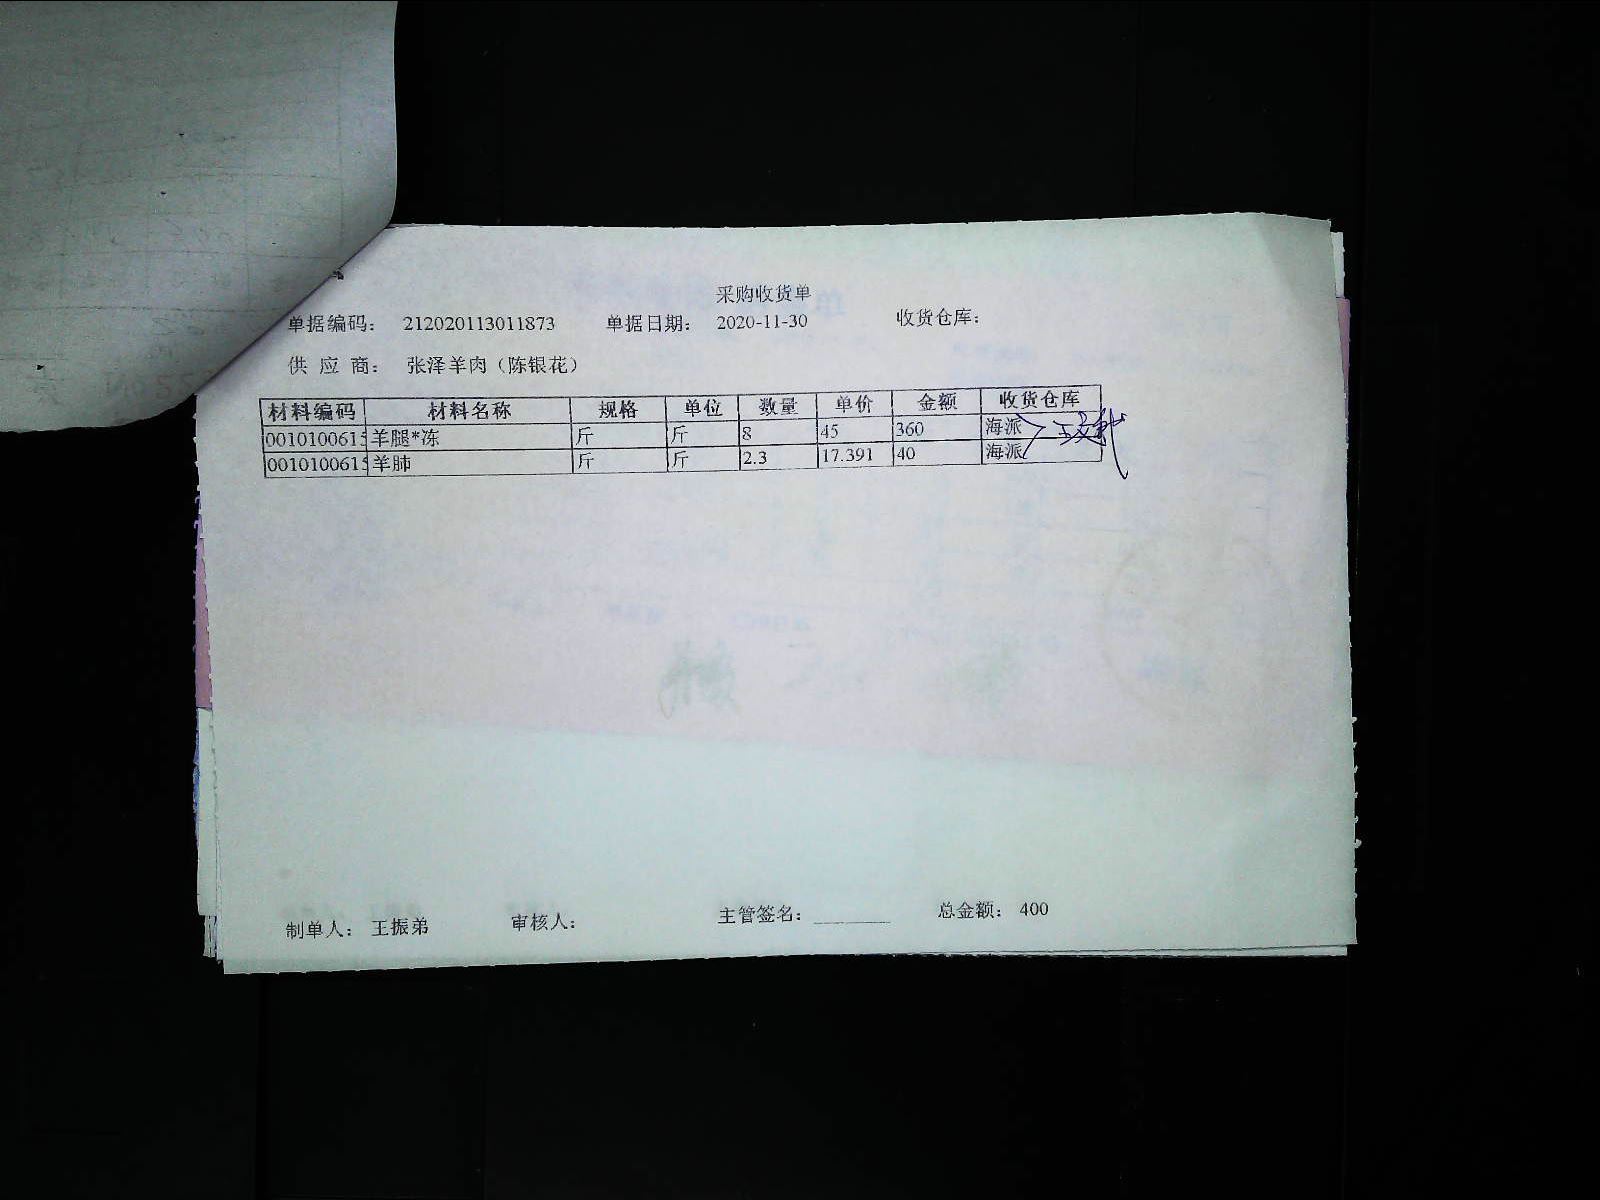 采购收货单
单据编码： 212020113011873 单据日期： 2020-11-30 收货仓库：
供 应 商： 张泽羊肉（陈银花）
材料编码 材料名称 规格 单位 数量 单价 金额 收货仓库
0010100615 羊腿*冻 斤 斤 8 45 360 海派
0010100615 羊肺 斤 斤 2.3 17.391 40 海派
制单人： 王振弟 审核人： 主管签名： 总金额： 400